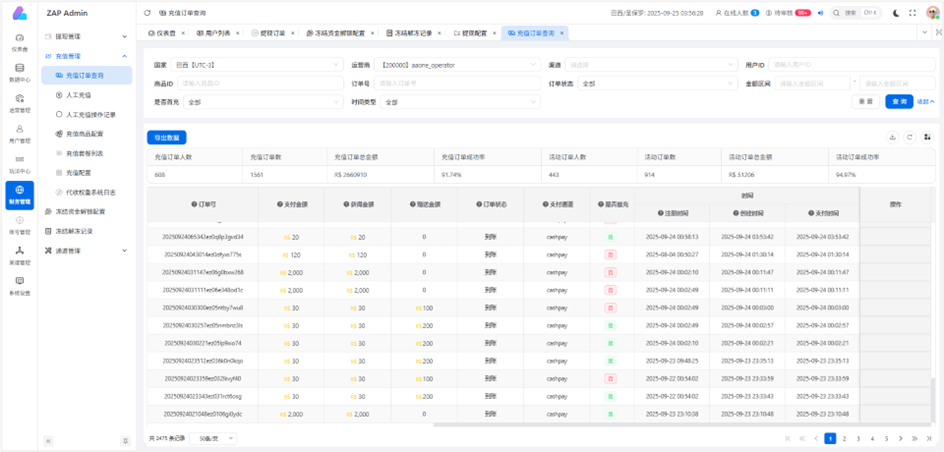 ZAP Admin
充值订单查询
巴西/圣保罗: 2025-09-25 09:56:28
在线人数 3
待审核 99+
搜索 Ctrl K
仪表盘
数据中心
运营管理
用户管理
玩法中心
财务管理
账号管理
渠道管理
系统设置
提现管理
充值管理
充值订单查询
人工充值
人工充值操作记录
充值商品配置
充值套餐列表
充值配置
代收权重系统日志
冻结资金解锁配置
冻结解冻记录
通道管理
仪表盘 × 用户列表 × 提现订单 × 冻结资金解锁配置 × 冻结解冻记录 × 提现配置 × 充值订单查询 ×
国家 巴西【UTC-3】 运营商 【200000】aaone_operator 渠道 请选择 用户ID 请输入用户ID
商品ID 请输入商品ID 订单号 请输入订单号 订单状态 全部 金额区间 请输入金额区间 - 请输入金额区间
是否首充 全部 时间类型 全部 重置 查询 收起
导出数据
充值订单人数 充值订单数 充值订单总金额 充值订单成功率 活动订单人数 活动订单数 活动订单总金额 活动订单成功率
608 1561 R$ 2660910 91.74% 443 914 R$ 51206 94.97%
订单号 支付金额 获得金额 赠送金额 订单状态 支付通道 是否首充 时间 操作
注册时间 创建时间 支付时间
R$ 20 R$ 20 0 到账 cashpay 是 2025-09-24 00:58:13 2025-09-24 03:53:42 2025-09-24 03:53:42
R$ 120 R$ 120 0 到账 cashpay 否 2025-08-04 00:50:27 2025-09-24 01:30:14 2025-09-24 01:30:14
R$ 2,000 R$ 2,000 0 到账 cashpay 否 2025-09-24 00:02:10 2025-09-24 00:11:47 2025-09-24 00:11:47
R$ 2,000 R$ 2,000 0 到账 cashpay 否 2025-09-24 00:02:49 2025-09-24 00:11:11 2025-09-24 00:11:11
R$ 30 R$ 30 R$ 100 到账 cashpay 否 2025-09-24 00:02:49 2025-09-24 00:03:00 2025-09-24 00:03:00
R$ 30 R$ 30 R$ 200 到账 cashpay 是 2025-09-24 00:02:49 2025-09-24 00:02:57 2025-09-24 00:02:57
R$ 30 R$ 30 R$ 200 到账 cashpay 是 2025-09-24 00:02:10 2025-09-24 00:02:21 2025-09-24 00:02:21
R$ 30 R$ 30 R$ 200 到账 cashpay 是 2025-09-23 09:48:25 2025-09-23 23:35:13 2025-09-23 23:35:13
R$ 30 R$ 30 R$ 100 到账 cashpay 否 2025-09-22 00:54:02 2025-09-23 23:33:59 2025-09-23 23:33:59
R$ 30 R$ 30 R$ 200 到账 cashpay 是 2025-09-22 00:54:02 2025-09-23 23:33:43 2025-09-23 23:33:43
R$ 2,000 R$ 2,000 0 到账 cashpay 是 2025-09-23 23:10:38 2025-09-23 23:10:48 2025-09-23 23:10:48
共 2475 条记录 50条/页 1 2 3 4 5